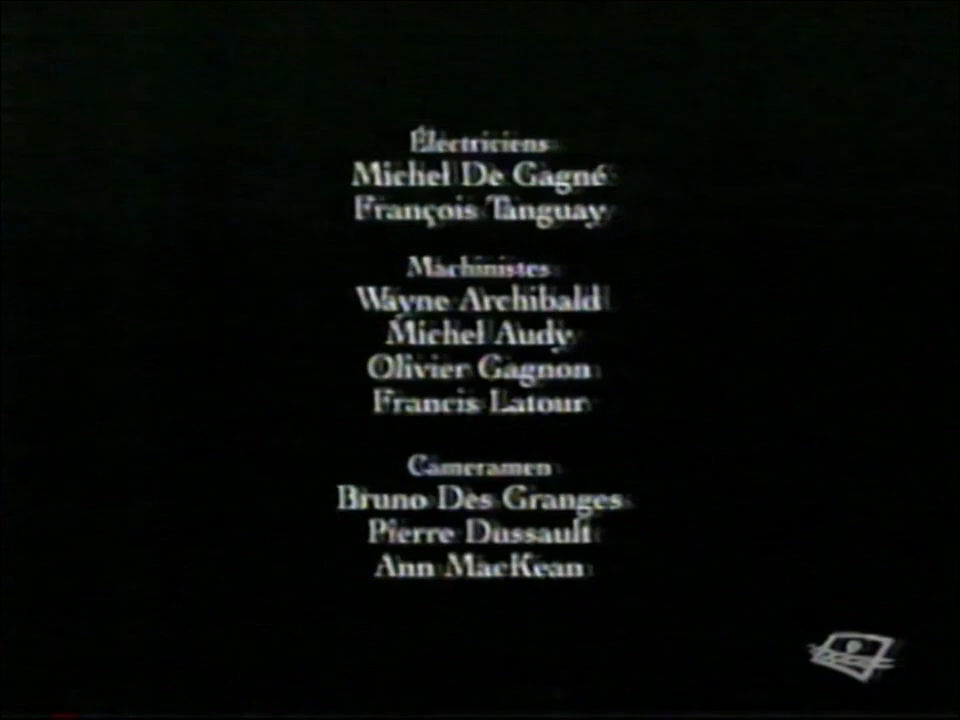 Électriciens
Michel De Gagné
François Tanguay
Machinistes
Wayne Archibald
Michel Audy
Olivier Gagnon
Francis Latour
Cameramen
Bruno Des Granges
Pierre Dussault
Ann MacKean